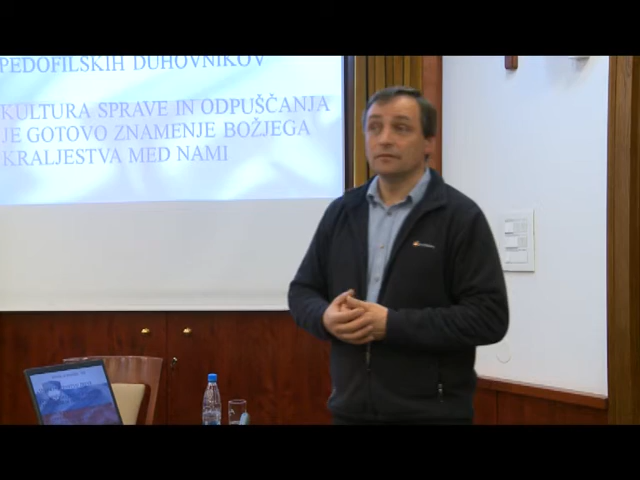 PEDOFILSKIH DUHOVNIKOV
KULTURA SPRAVE IN ODPUŠČANJA
JE GOTOVO ZNAMENJE BOŽJEGA
KRALJESTVA MED NAMI